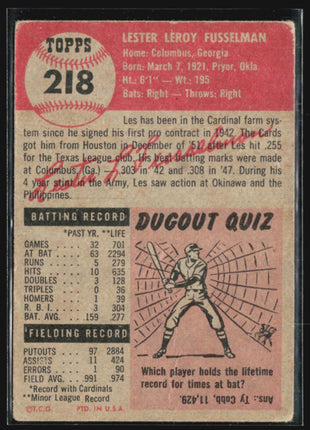 TOPPS
218
LESTER LEROY FUSSELMAN
Home: Columbus, Georgia
Born: March 7, 1921, Pryor, Okla.
Ht.: 6'1" — Wt.: 195
Bats: Right — Throws: Right
Les has been in the Cardinal farm
system since he signed his first pro contract in 1942. The Cards
got him from Houston in December of '51 after Les hit .255
for the Texas League club. His best batting marks were made
at Columbus (Ga.) — .303 in '42 and .308 in '47. During his
4 year stint in the Army, Les saw action at Okinawa and the
Philippines.
BATTING RECORD
*PAST YR. **LIFE
GAMES 32 701
AT BAT 63 2294
RUNS 5 279
HITS 10 635
DOUBLES 3 128
TRIPLES 0 36
HOMERS 1 39
R. B. I. 3 304
BAT. AVG. .159 .277
FIELDING RECORD
PUTOUTS 97 2884
ASSISTS 11 424
ERRORS 1 90
FIELD AVG. .991 .974
*Record with Cardinals
**Minor League Record
©T.C.G. PTD. IN U.S.A.
DUGOUT QUIZ
Which player holds the lifetime
record for times at bat?
Ans.: Ty Cobb, 11,429.